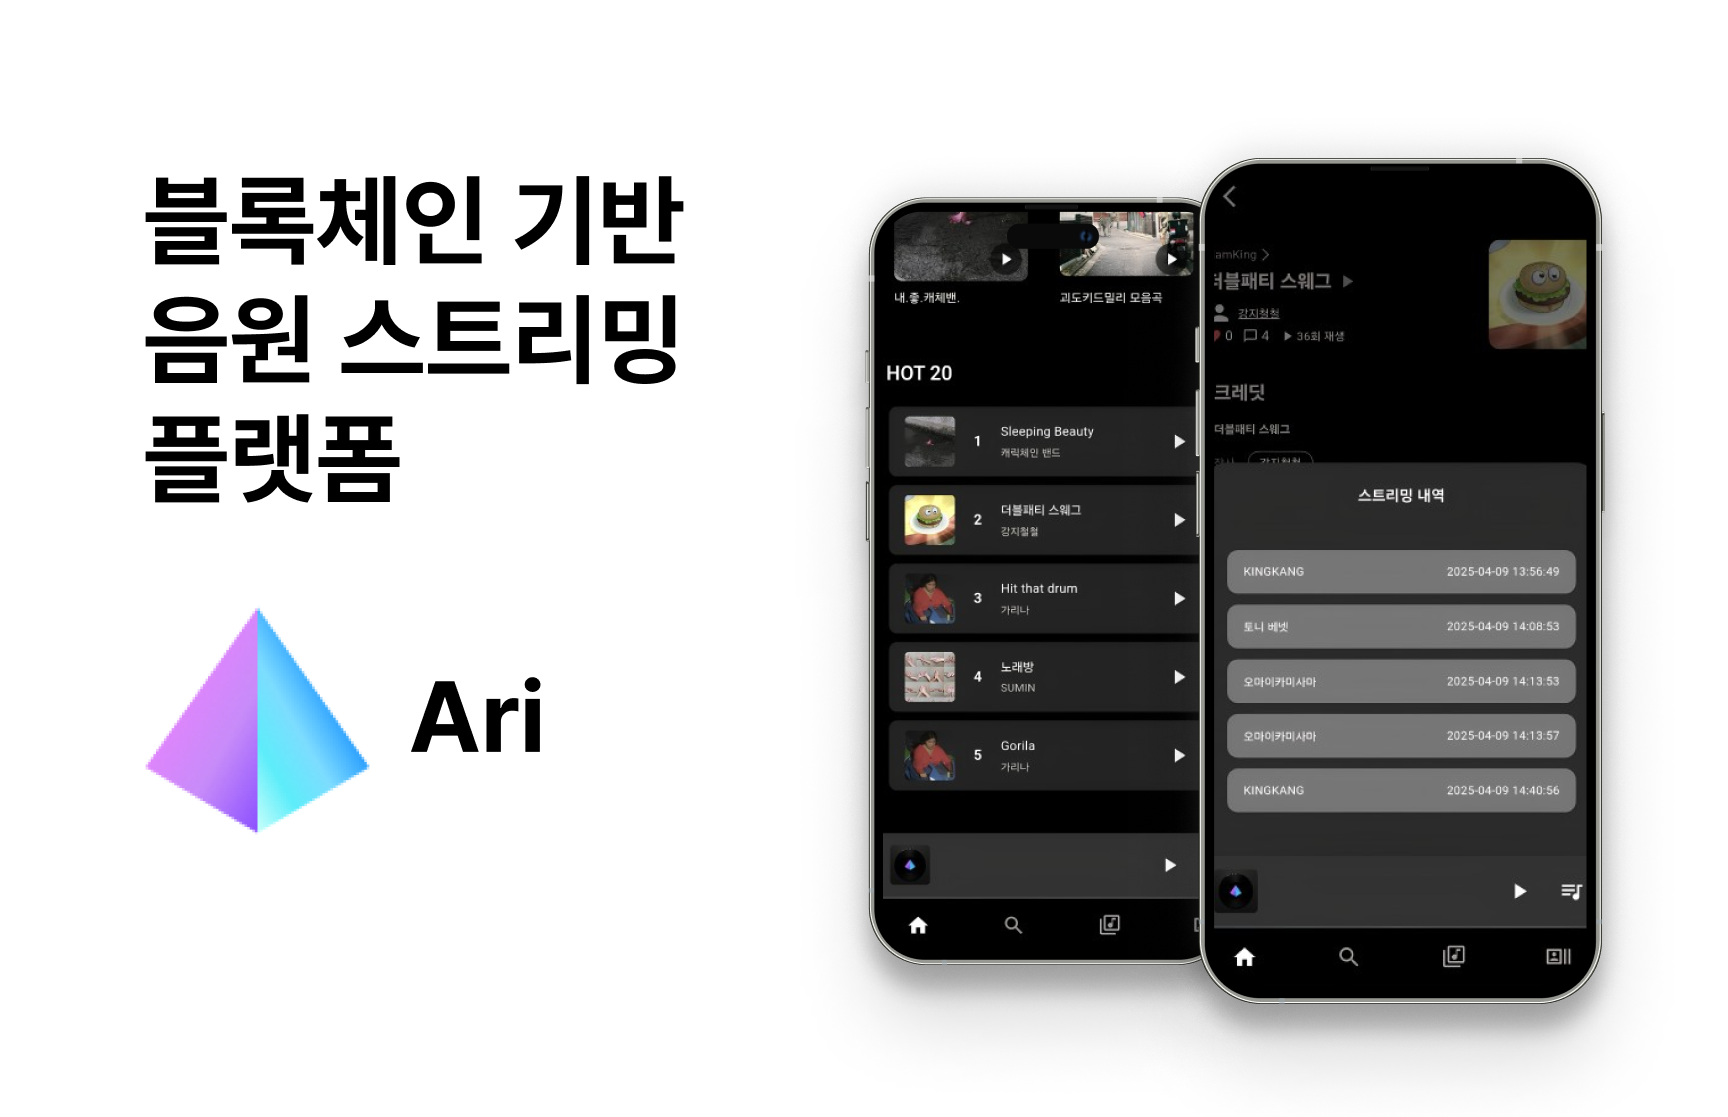 블록체인 기반
음원 스트리밍
플랫폼
Ari
내.좋.캐체밴.
괴도키드밀리 모음곡
HOT 20
1
Sleeping Beauty
캐릭체인 밴드
2
더블패티 스웨그
강지철철
3
Hit that drum
가리나
4
노래방
SUMIN
5
Gorila
가리나
amKing
더블패티 스웨그
강지철철
0 4 36회 재생
크레딧
더블패티 스웨그
강지철철
스트리밍 내역
KINGKANG 2025-04-09 13:56:49
토니 베넷 2025-04-09 14:08:53
오마이카미사마 2025-04-09 14:13:53
오마이카미사마 2025-04-09 14:13:57
KINGKANG 2025-04-09 14:40:56